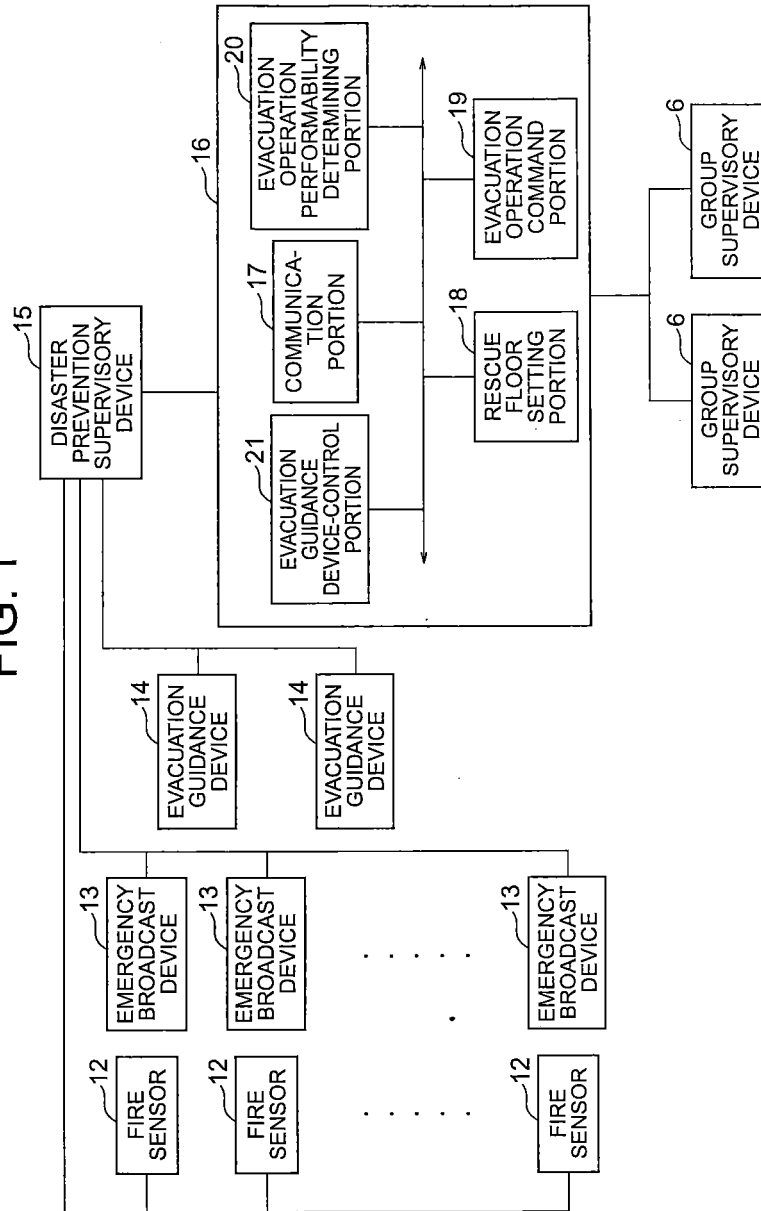 FIG. 1
15
DISASTER
PREVENTION
SUPERVISORY
DEVICE
16
20
EVACUATION
OPERATION
PERFORMABILITY
DETERMINING
PORTION
17
COMMUNICA-
TION
PORTION
21
EVACUATION
GUIDANCE
DEVICE-CONTROL
PORTION
19
EVACUATION
OPERATION
COMMAND
PORTION
18
RESCUE
FLOOR
SETTING
PORTION
6
GROUP
SUPERVISORY
DEVICE
6
GROUP
SUPERVISORY
DEVICE
14
EVACUATION
GUIDANCE
DEVICE
14
EVACUATION
GUIDANCE
DEVICE
13
EMERGENCY
BROADCAST
DEVICE
13
EMERGENCY
BROADCAST
DEVICE
13
EMERGENCY
BROADCAST
DEVICE
12
FIRE
SENSOR
12
FIRE
SENSOR
12
FIRE
SENSOR